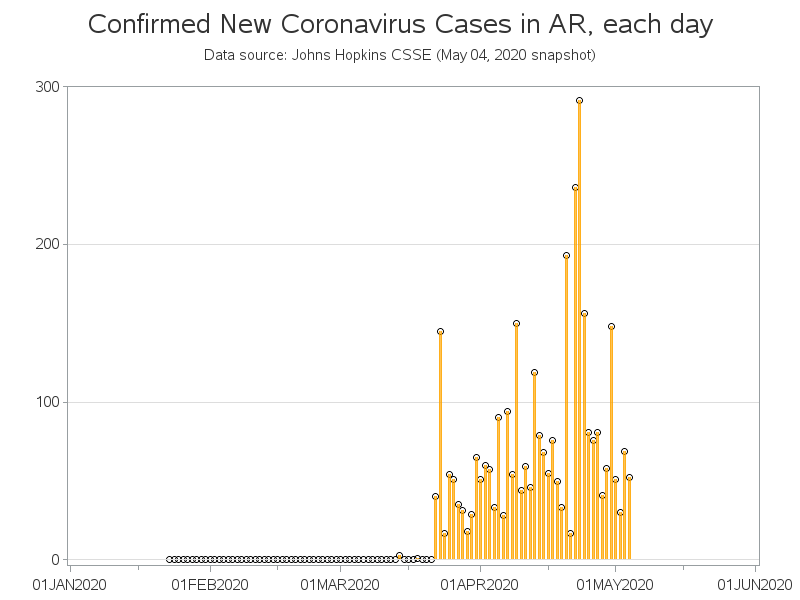 Confirmed New Coronavirus Cases in AR, each day
Data source: Johns Hopkins CSSE (May 04, 2020 snapshot)
300
200
100
0
01JAN2020 01FEB2020 01MAR2020 01APR2020 01MAY2020 01JUN2020